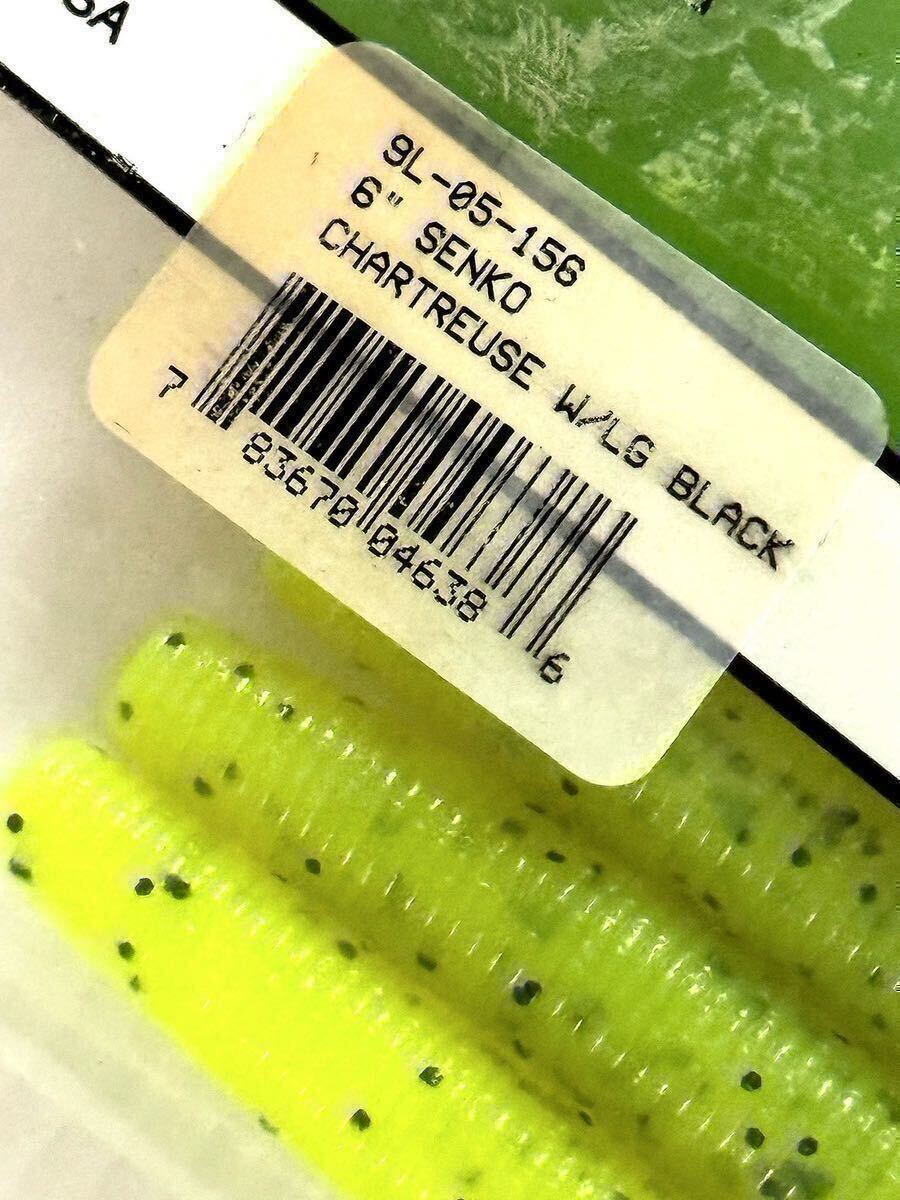 SA
9L-05-156
6" SENKO
CHARTREUSE W/LG BLACK
7 83670 04638 6